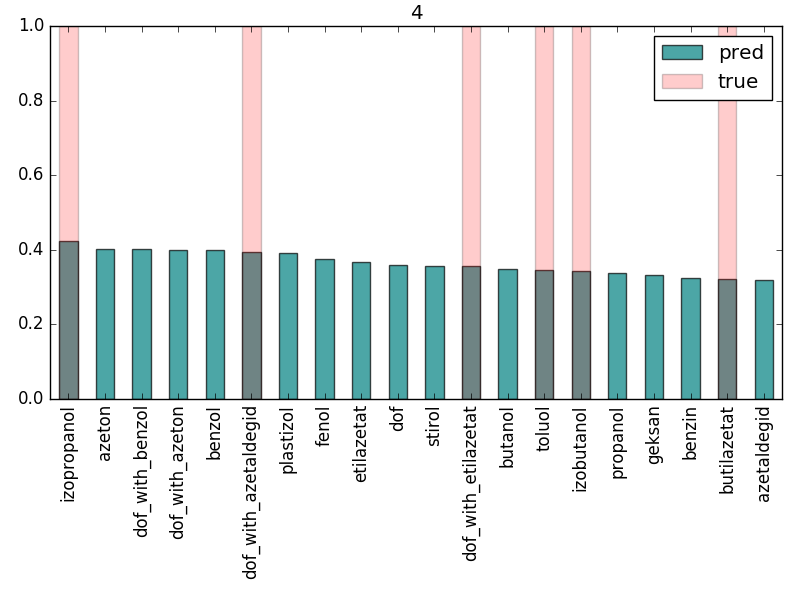 4
1.0
0.8
0.6
0.4
0.2
0.0
pred
true
izopropanol
azeton
dof_with_benzol
dof_with_azeton
benzol
dof_with_azetaldegid
plastizol
fenol
etilazetat
dof
stirol
dof_with_etilazetat
butanol
toluol
izobutanol
propanol
geksan
benzin
butilazetat
azetaldegid